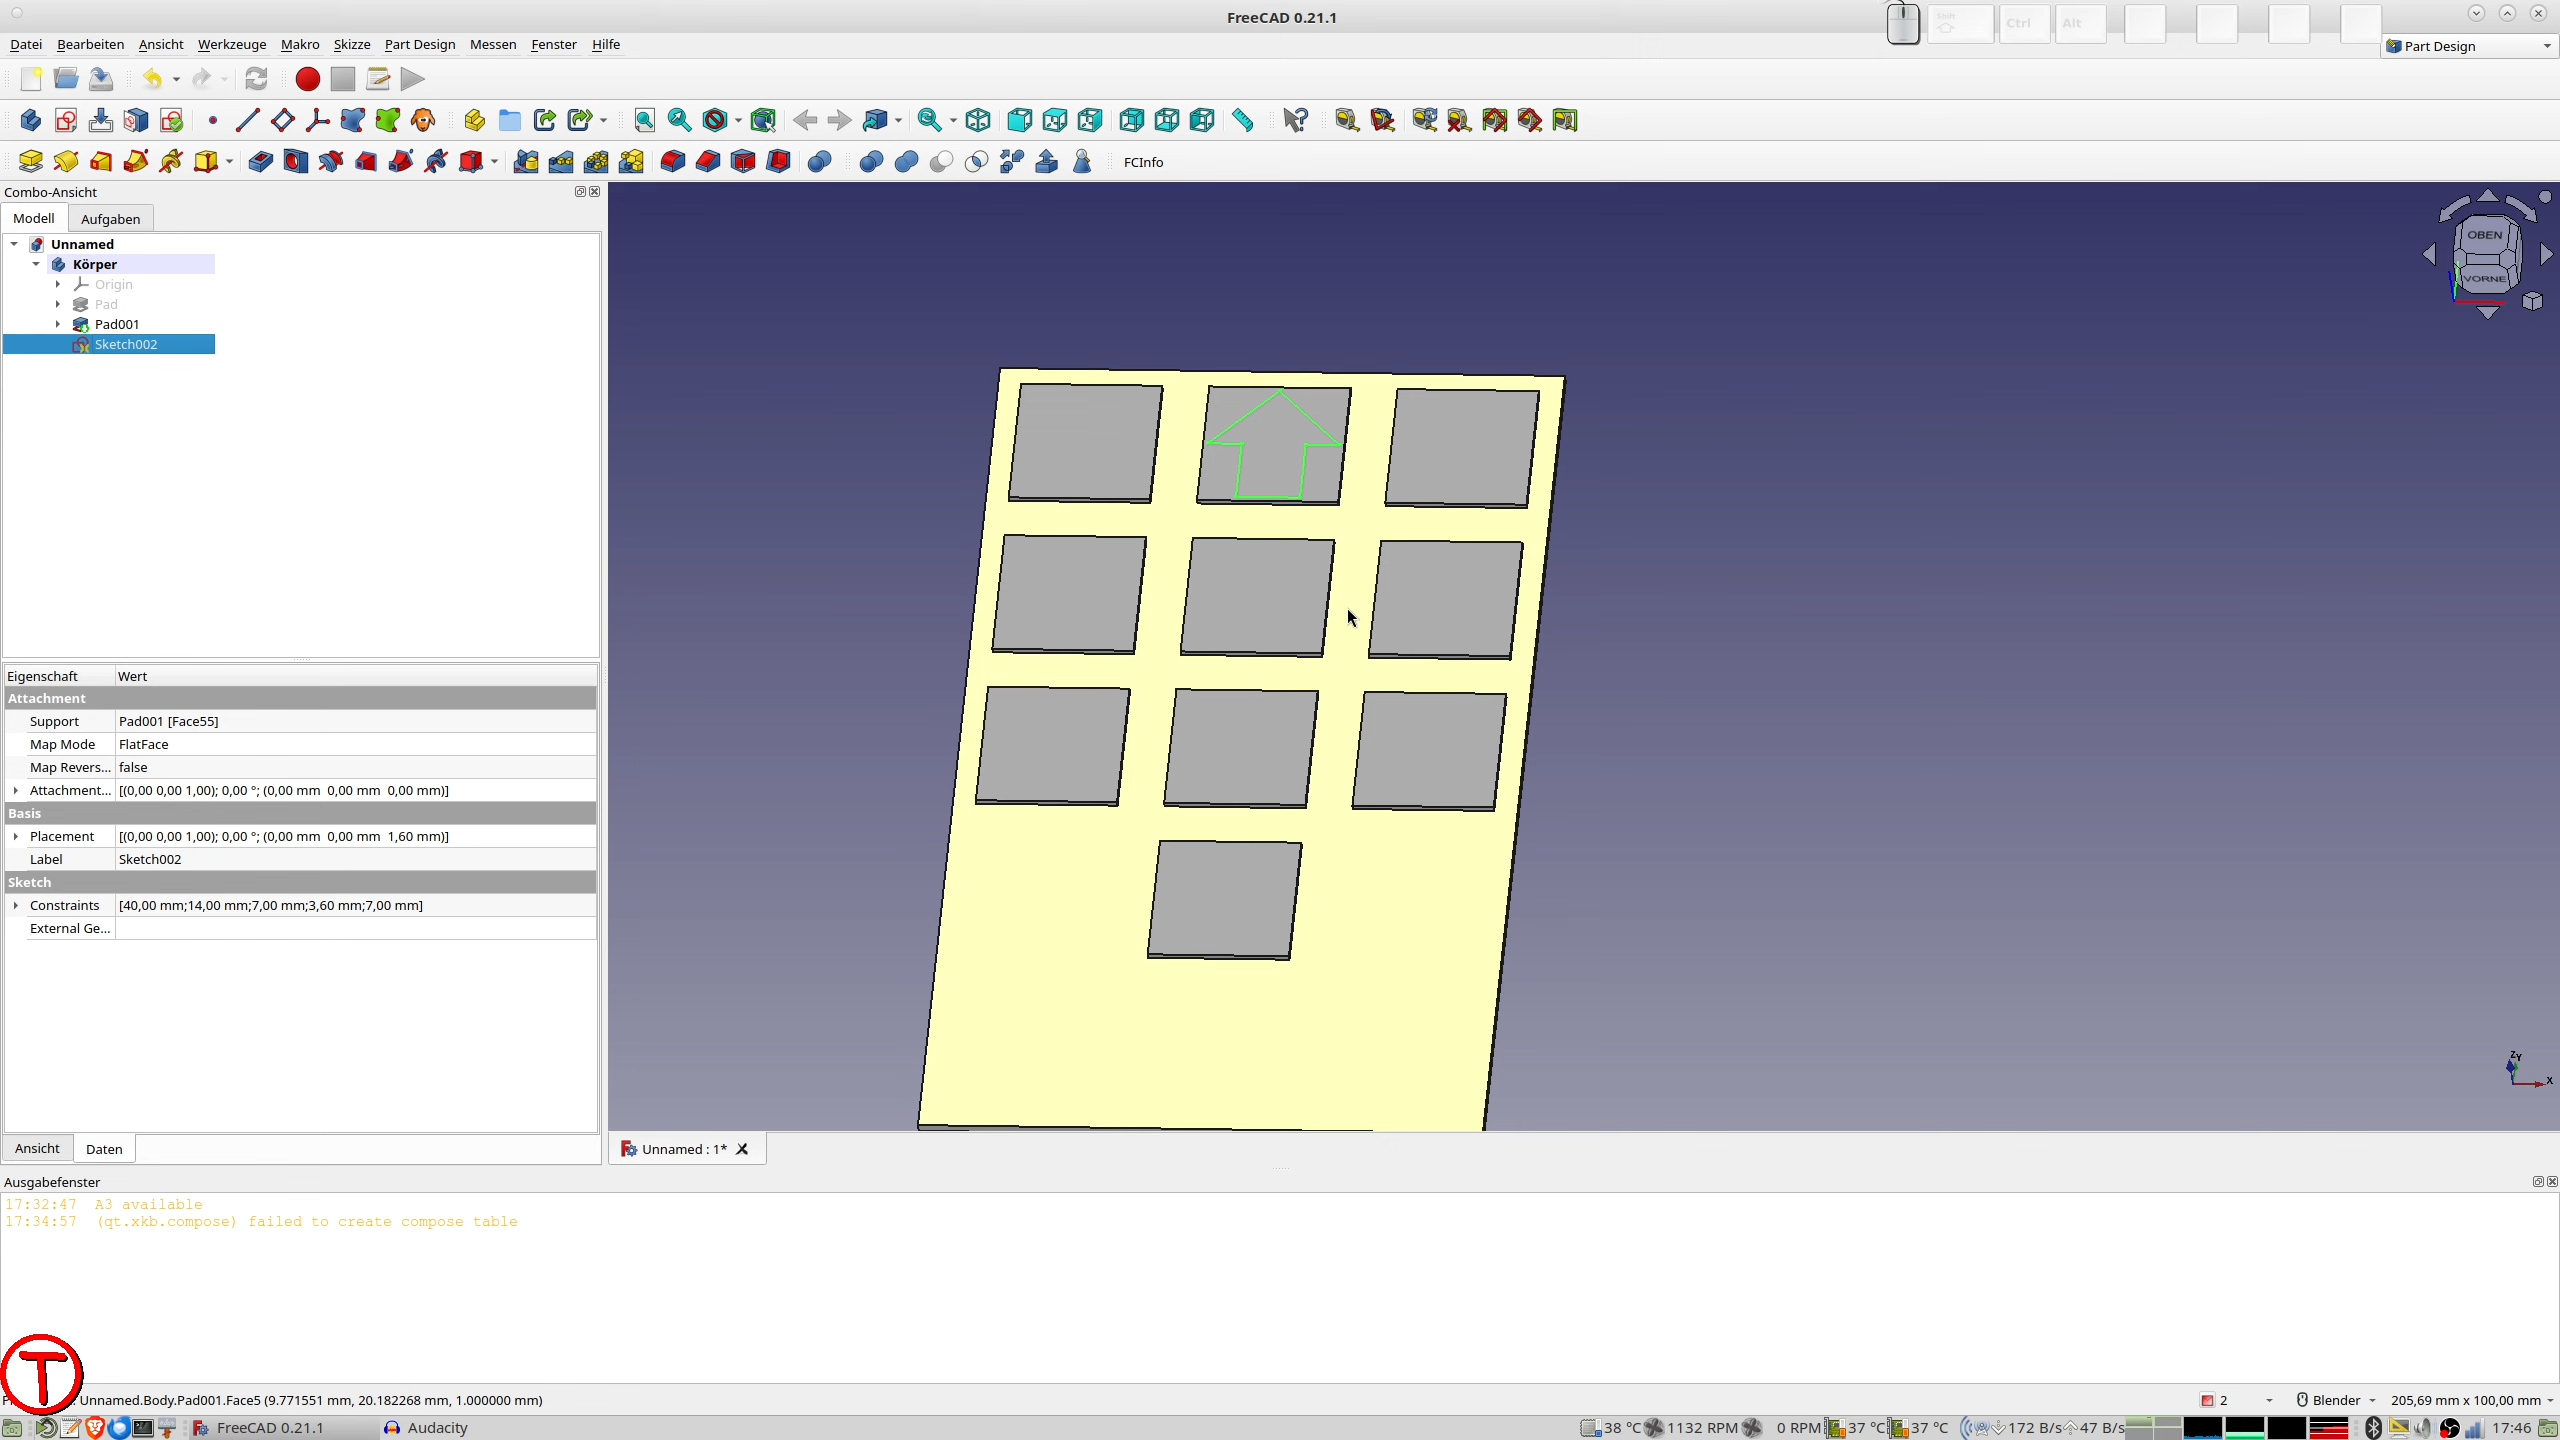 FreeCAD 0.21.1
Shift Ctrl Alt
Datei Bearbeiten Ansicht Werkzeuge Makro Skizze Part Design Messen Fenster Hilfe
Part Design
FCInfo
Combo-Ansicht
Modell Aufgaben
Unnamed
Körper
Origin
Pad
Pad001
Sketch002
OBEN
VORNE
Eigenschaft Wert
Attachment
Support Pad001 [Face55]
Map Mode FlatFace
Map Revers... false
Attachment... [(0,00 0,00 1,00); 0,00 °; (0,00 mm 0,00 mm 0,00 mm)]
Basis
Placement [(0,00 0,00 1,00); 0,00 °; (0,00 mm 0,00 mm 1,60 mm)]
Label Sketch002
Sketch
Constraints [40,00 mm;14,00 mm;7,00 mm;3,60 mm;7,00 mm]
External Ge...
Z Y X
Ansicht Daten
Unnamed : 1*
Ausgabefenster
17:32:47 A3 available
17:34:57 (qt.xkb.compose) failed to create compose table
T
Unnamed.Body.Pad001.Face5 (9.771551 mm, 20.182268 mm, 1.000000 mm)
2 Blender 205,69 mm x 100,00 mm
FreeCAD 0.21.1 Audacity 38 °C 1132 RPM 0 RPM 37 °C 37 °C 172 B/s 47 B/s 17:46